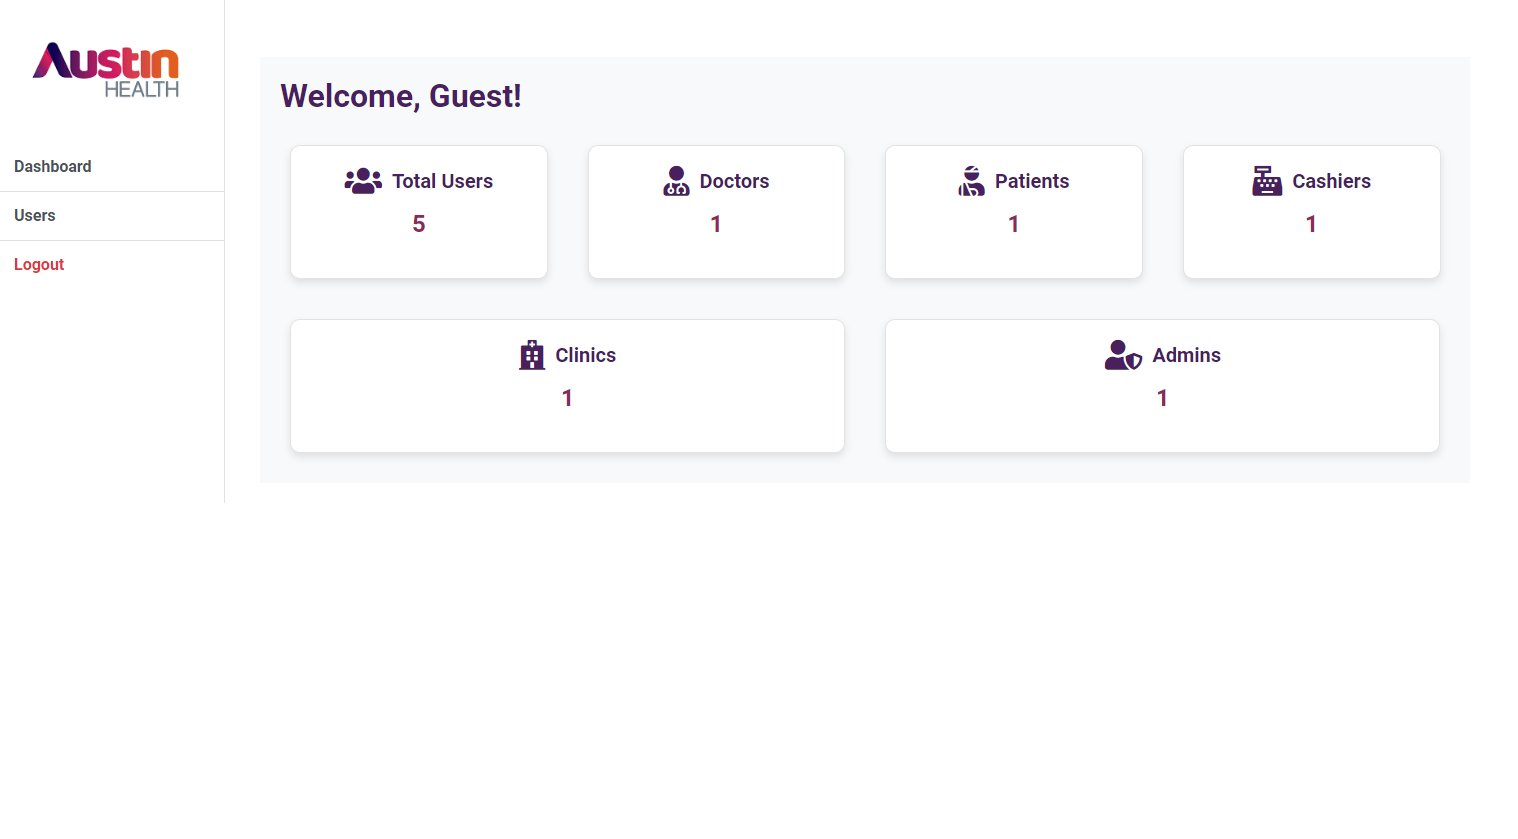 Austin
HEALTH
Dashboard
Users
Logout
Welcome, Guest!
Total Users
5
Doctors
1
Patients
1
Cashiers
1
Clinics
1
Admins
1